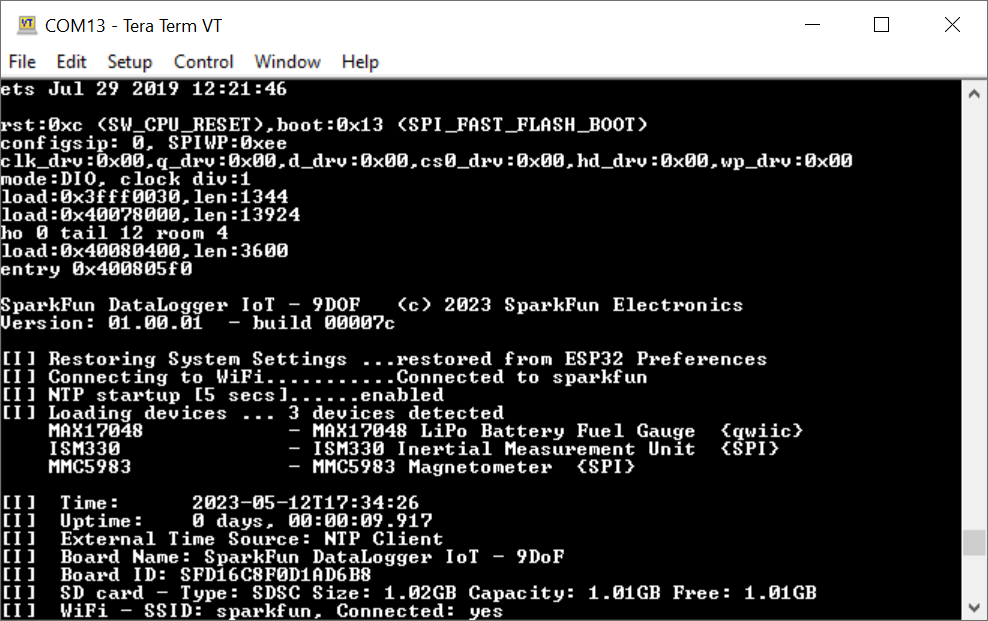 COM13 - Tera Term VT
File Edit Setup Control Window Help
ets Jul 29 2019 12:21:46
rst:0xc (SW_CPU_RESET),boot:0x13 (SPI_FAST_FLASH_BOOT)
configsip: 0, SPIWP:0xee
clk_drv:0x00,q_drv:0x00,d_drv:0x00,cs0_drv:0x00,hd_drv:0x00,wp_drv:0x00
mode:DIO, clock div:1
load:0x3fff0030,len:1344
load:0x40078000,len:13924
ho 0 tail 12 room 4
load:0x40080400,len:3600
entry 0x400805f0
SparkFun DataLogger IoT - 9DOF   (c) 2023 SparkFun Electronics
Version: 01.00.01  - build 00007c
[I] Restoring System Settings ...restored from ESP32 Preferences
[I] Connecting to WiFi...........Connected to sparkfun
[I] NTP startup [5 secs]......enabled
[I] Loading devices ... 3 devices detected
    MAX17048            - MAX17048 LiPo Battery Fuel Gauge  {qwiic}
    ISM330              - ISM330 Inertial Measurement Unit  {SPI}
    MMC5983             - MMC5983 Magnetometer  {SPI}
[I]  Time:      2023-05-12T17:34:26
[I]  Uptime:    0 days, 00:00:09.917
[I]  External Time Source: NTP Client
[I]  Board Name: SparkFun DataLogger IoT - 9DoF
[I]  Board ID: SFD16C8F0D1AD6B8
[I]  SD card - Type: SDSC Size: 1.02GB Capacity: 1.01GB Free: 1.01GB
[I]  WiFi - SSID: sparkfun, Connected: yes